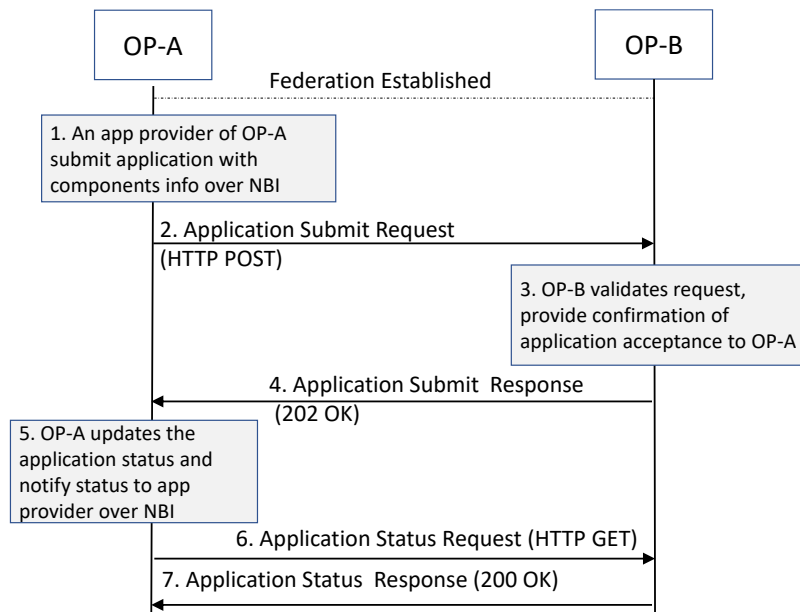 OP-A
OP-B
Federation Established
1. An app provider of OP-A
submit application with
components info over NBI
2. Application Submit Request
(HTTP POST)
3. OP-B validates request,
provide confirmation of
application acceptance to OP-A
4. Application Submit  Response
(202 OK)
5. OP-A updates the
application status and
notify status to app
provider over NBI
6. Application Status Request (HTTP GET)
7. Application Status  Response (200 OK)